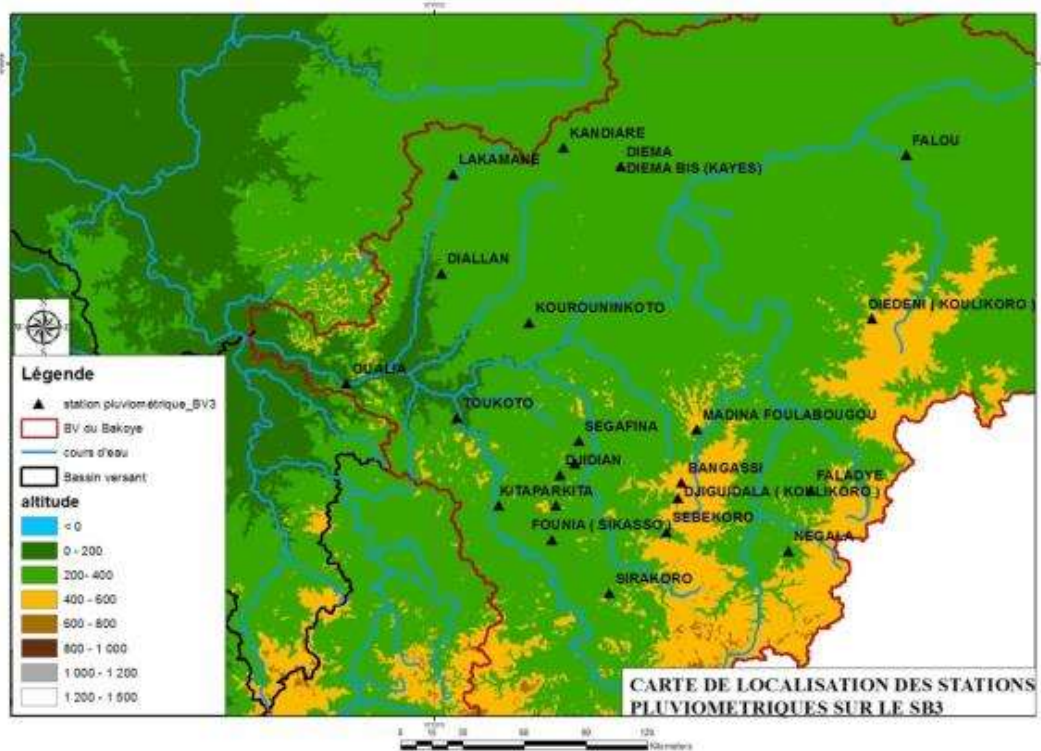 KANDIARE
FALOU
LAKAMANE
DIEMA
DIEMA BIS (KAYES)
DIALLAN
DIEDENI ( KOULIKORO )
KOUROUNINKOTO
OUALIA
TOUKOTO
MADINA FOULABOUGOU
SEGAFINA
DJIDIAN
BANGASSI
FALADYE
KITAPARKITA
DJIGUIDALA ( KOULIKORO )
SEBEKORO
FOUNIA ( SIKASSO )
NEGALA
SIRAKORO
Légende
station pluviométrique_BV3
BV du Bakoye
cours d'eau
Bassin versant
altitude
< 0
0 - 200
200 - 400
400 - 600
600 - 800
800 - 1 000
1 000 - 1 200
1 200 - 1 500
CARTE DE LOCALISATION DES STATIONS
PLUVIOMETRIQUES SUR LE SB3
Kilometers